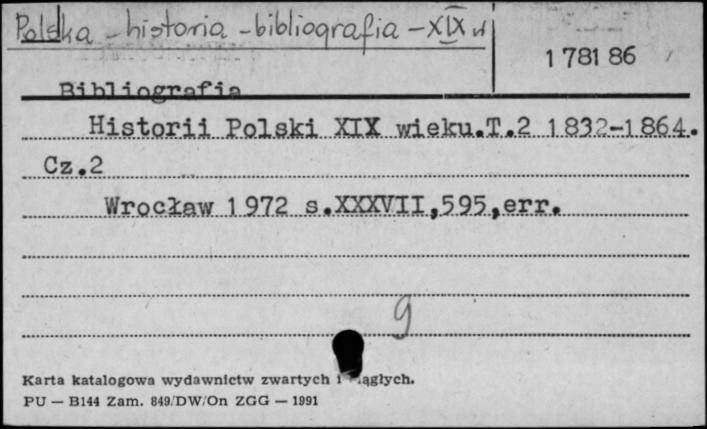 Polska - historia - bibliografia - XIX w
1 781 86
Bibliografia
Historii Polski XIX wieku.T.2 1832-1864.
Cz.2
Wrocław 1972 s.XXXVII,595,err.
9
Karta katalogowa wydawnictw zwartych i ciągłych.
PU — B144 Zam. 849/DW/On ZGG — 1991